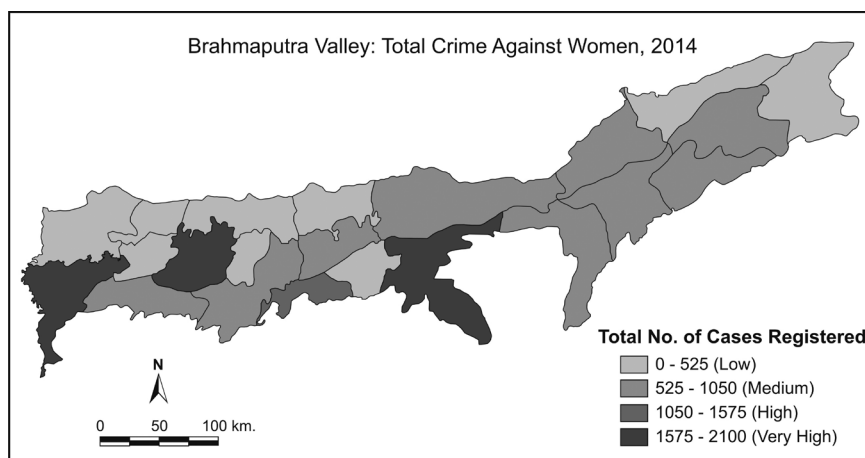 Brahmaputra Valley: Total Crime Against Women, 2014
Total No. of Cases Registered
0 - 525 (Low)
525 - 1050 (Medium)
1050 - 1575 (High)
1575 - 2100 (Very High)
N
0 50 100 km.